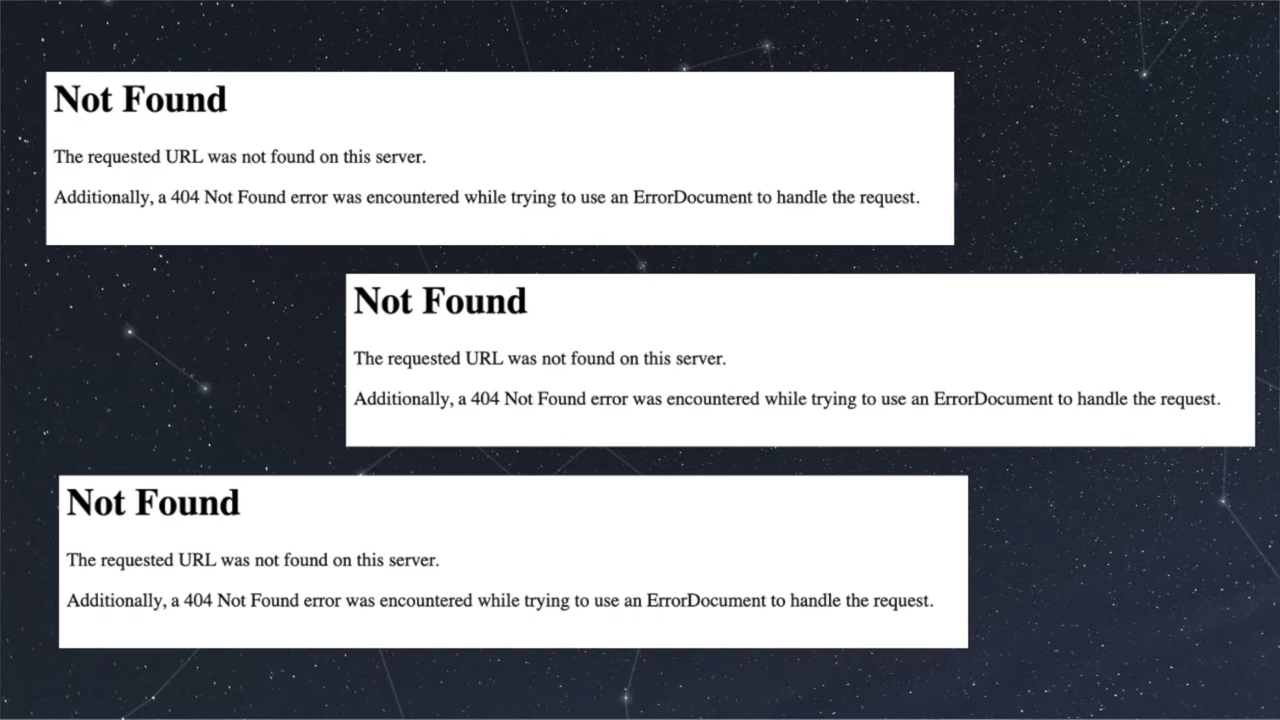 Not Found
The requested URL was not found on this server.
Additionally, a 404 Not Found error was encountered while trying to use an ErrorDocument to handle the request.
Not Found
The requested URL was not found on this server.
Additionally, a 404 Not Found error was encountered while trying to use an ErrorDocument to handle the request.
Not Found
The requested URL was not found on this server.
Additionally, a 404 Not Found error was encountered while trying to use an ErrorDocument to handle the request.